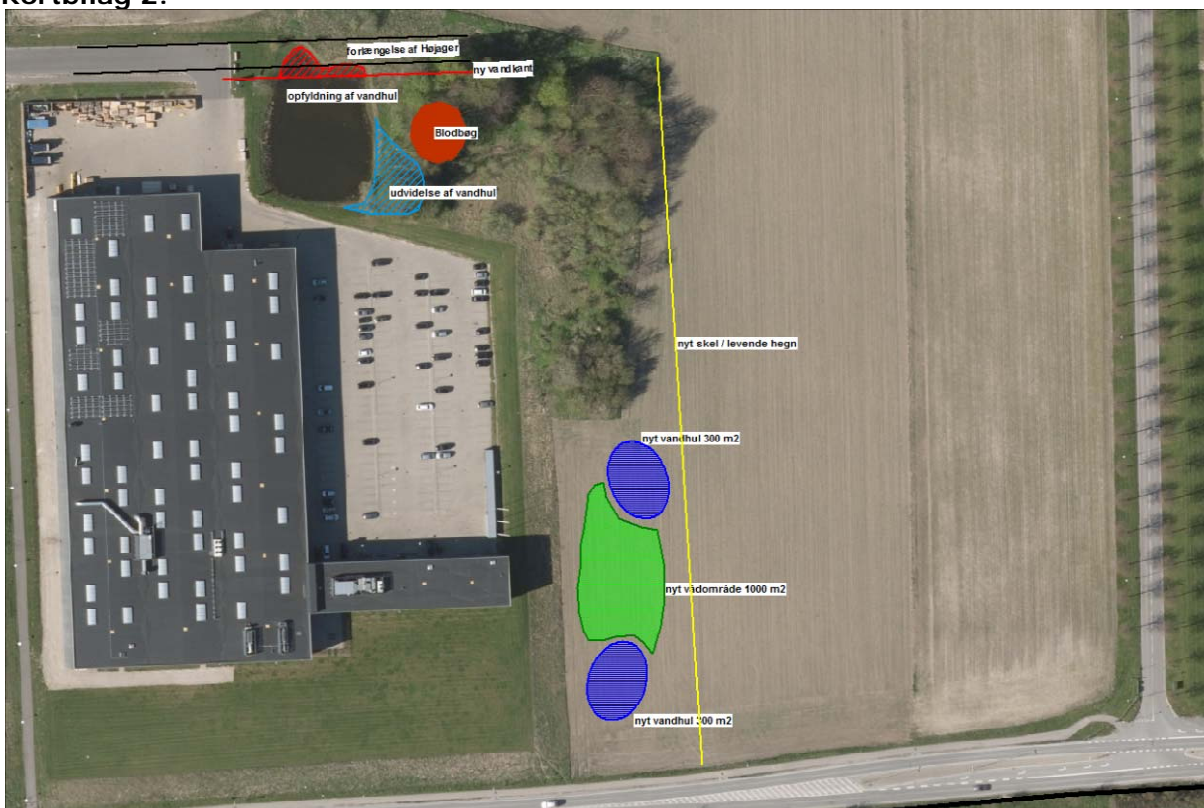 Kortbilag 2:
forlængelse af Højager
ny vandkant
opfyldning af vandhul
Blodbøg
udvidelse af vandhul
nyt skel / levende hegn
nyt vandhul 300 m2
nyt vådområde 1000 m2
nyt vandhul 300 m2